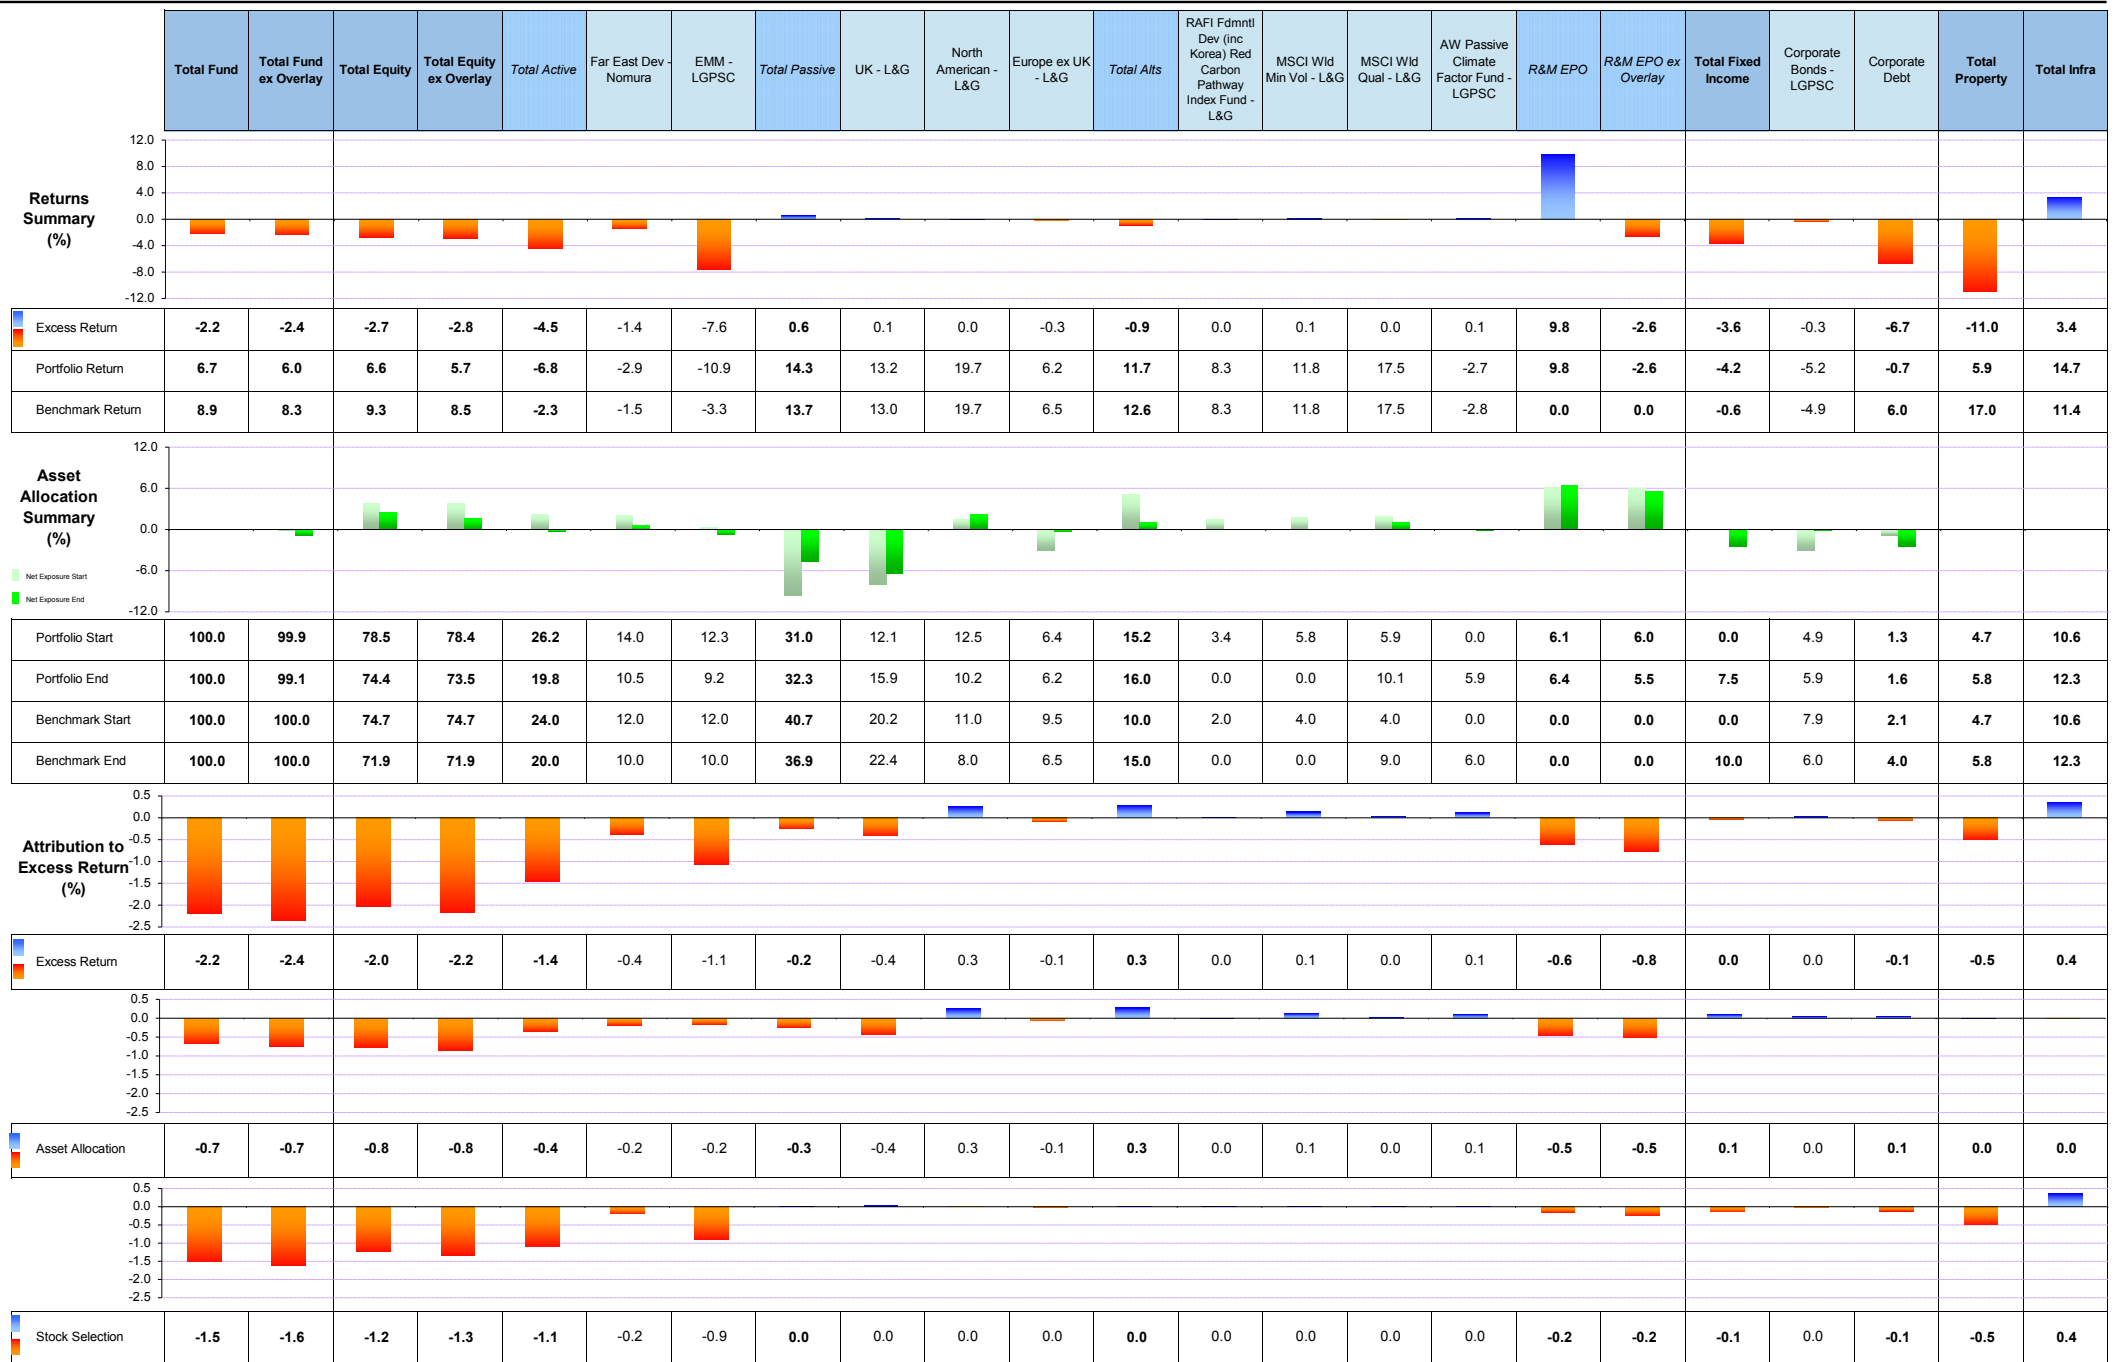 Total Fund | Total Fund ex Overlay | Total Equity | Total Equity ex Overlay | Total Active | Far East Dev - Nomura | EMM - LGPSC | Total Passive | UK - L&G | North American - L&G | Europe ex UK - L&G | Total Alts | RAFI Fdmntl Dev (inc Korea) Red Carbon Pathway Index Fund - L&G | MSCI Wld Min Vol - L&G | MSCI Wld Qual - L&G | AW Passive Climate Factor Fund - LGPSC | R&M EPO | R&M EPO ex Overlay | Total Fixed Income | Corporate Bonds - LGPSC | Corporate Debt | Total Property | Total Infra
Returns Summary (%)
12.0
8.0
4.0
0.0
-4.0
-8.0
-12.0
Excess Return | -2.2 | -2.4 | -2.7 | -2.8 | -4.5 | -1.4 | -7.6 | 0.6 | 0.1 | 0.0 | -0.3 | -0.9 | 0.0 | 0.1 | 0.0 | 0.1 | 9.8 | -2.6 | -3.6 | -0.3 | -6.7 | -11.0 | 3.4
Portfolio Return | 6.7 | 6.0 | 6.6 | 5.7 | -6.8 | -2.9 | -10.9 | 14.3 | 13.2 | 19.7 | 6.2 | 11.7 | 8.3 | 11.8 | 17.5 | -2.7 | 9.8 | -2.6 | -4.2 | -5.2 | -0.7 | 5.9 | 14.7
Benchmark Return | 8.9 | 8.3 | 9.3 | 8.5 | -2.3 | -1.5 | -3.3 | 13.7 | 13.0 | 19.7 | 6.5 | 12.6 | 8.3 | 11.8 | 17.5 | -2.8 | 0.0 | 0.0 | -0.6 | -4.9 | 6.0 | 17.0 | 11.4
Asset Allocation Summary (%)
Net Exposure Start
Net Exposure End
12.0
6.0
0.0
-6.0
-12.0
Portfolio Start | 100.0 | 99.9 | 78.5 | 78.4 | 26.2 | 14.0 | 12.3 | 31.0 | 12.1 | 12.5 | 6.4 | 15.2 | 3.4 | 5.8 | 5.9 | 0.0 | 6.1 | 6.0 | 0.0 | 4.9 | 1.3 | 4.7 | 10.6
Portfolio End | 100.0 | 99.1 | 74.4 | 73.5 | 19.8 | 10.5 | 9.2 | 32.3 | 15.9 | 10.2 | 6.2 | 16.0 | 0.0 | 0.0 | 10.1 | 5.9 | 6.4 | 5.5 | 7.5 | 5.9 | 1.6 | 5.8 | 12.3
Benchmark Start | 100.0 | 100.0 | 74.7 | 74.7 | 24.0 | 12.0 | 12.0 | 40.7 | 20.2 | 11.0 | 9.5 | 10.0 | 2.0 | 4.0 | 4.0 | 0.0 | 0.0 | 0.0 | 0.0 | 7.9 | 2.1 | 4.7 | 10.6
Benchmark End | 100.0 | 100.0 | 71.9 | 71.9 | 20.0 | 10.0 | 10.0 | 36.9 | 22.4 | 8.0 | 6.5 | 15.0 | 0.0 | 0.0 | 9.0 | 6.0 | 0.0 | 0.0 | 10.0 | 6.0 | 4.0 | 5.8 | 12.3
Attribution to Excess Return (%)
0.5
0.0
-0.5
-1.0
-1.5
-2.0
-2.5
Excess Return | -2.2 | -2.4 | -2.0 | -2.2 | -1.4 | -0.4 | -1.1 | -0.2 | -0.4 | 0.3 | -0.1 | 0.3 | 0.0 | 0.1 | 0.0 | 0.1 | -0.6 | -0.8 | 0.0 | 0.0 | -0.1 | -0.5 | 0.4
0.5
0.0
-0.5
-1.0
-1.5
-2.0
-2.5
Asset Allocation | -0.7 | -0.7 | -0.8 | -0.8 | -0.4 | -0.2 | -0.2 | -0.3 | -0.4 | 0.3 | -0.1 | 0.3 | 0.0 | 0.1 | 0.0 | 0.1 | -0.5 | -0.5 | 0.1 | 0.0 | 0.1 | 0.0 | 0.0
0.5
0.0
-0.5
-1.0
-1.5
-2.0
-2.5
Stock Selection | -1.5 | -1.6 | -1.2 | -1.3 | -1.1 | -0.2 | -0.9 | 0.0 | 0.0 | 0.0 | 0.0 | 0.0 | 0.0 | 0.0 | 0.0 | 0.0 | -0.2 | -0.2 | -0.1 | 0.0 | -0.1 | -0.5 | 0.4